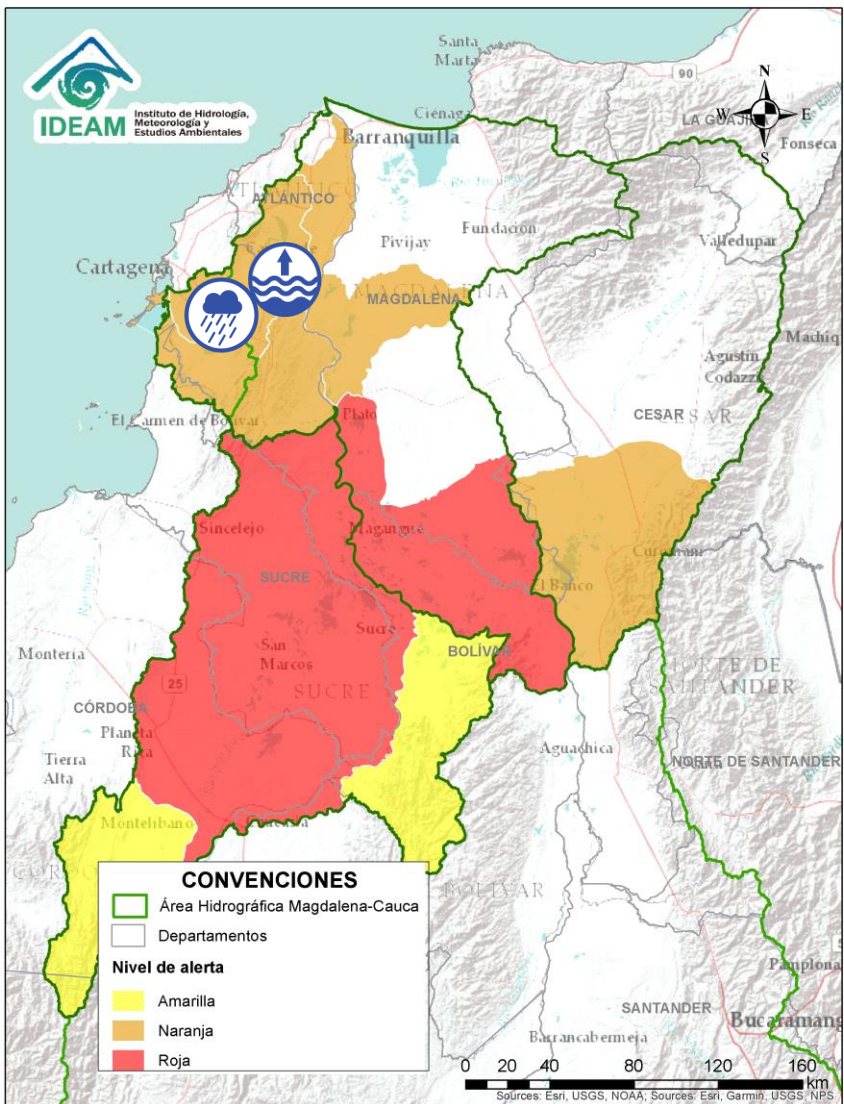 IDEAM
Instituto de Hidrología,
Meteorología y
Estudios Ambientales
Santa
Marta
90
N
W
E
S
LA GUAJI
Ciénaga
Barranquilla
Fonseca
ATLÁNTICO
Fundación
Pivijay
Valledupar
Cartagena
MAGDALENA
Agustín
Codazzi
El Carmen de Bolívar
Plato
CESAR
CESAR
Sincelejo
Magangué
SUCRE
El Banco
Sucre
BOLÍVAR
San
Marcos
Montería
SUCRE
NORTE DE
SANTANDER
25
CÓRDOBA
Planeta
Rica
Aguachica
Tierra
Alta
NORTE DE SANTANDER
Montelíbano
BOLÍVAR
CONVENCIONES
Área Hidrográfica Magdalena-Cauca
Departamentos
Nivel de alerta
Amarilla
Naranja
Roja
Pamplona
SANTANDER
Bucaramang
Barrancabermeja
0 20 40 80 120 160
km
Sources: Esri, USGS, NOAA; Sources: Esri, Garmin, USGS, NPS